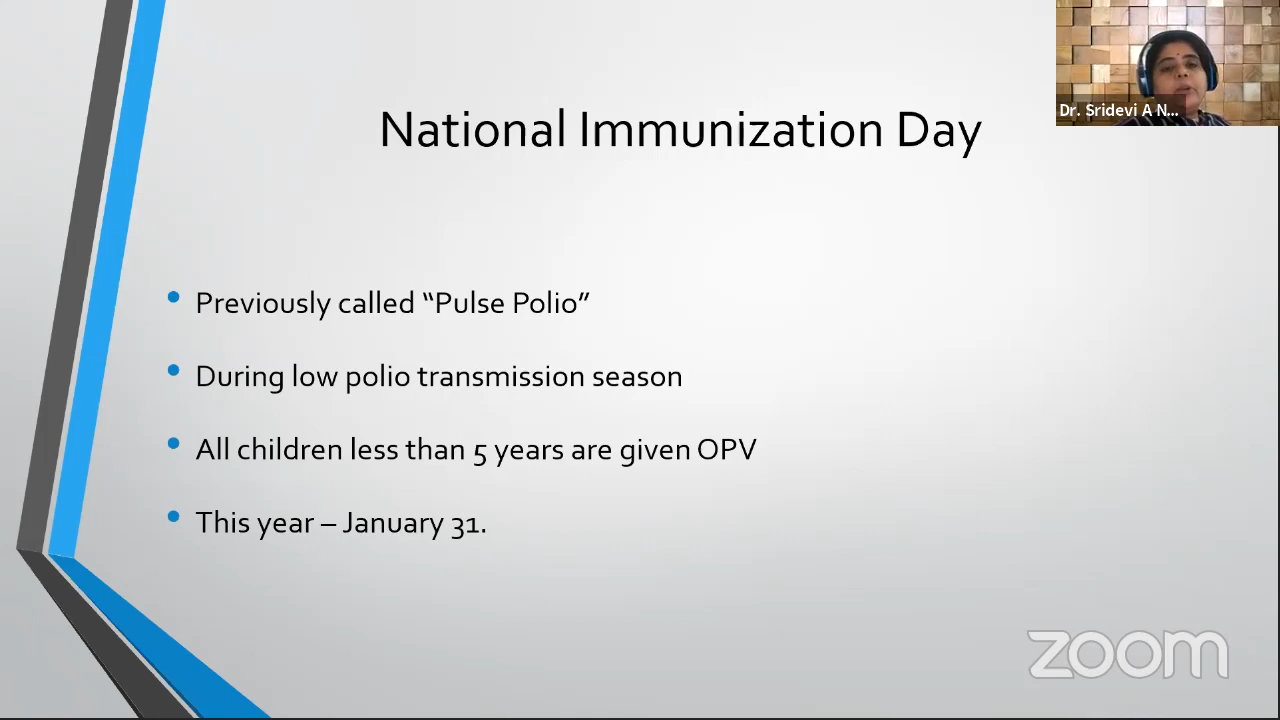 National Immunization Day
Dr. Sridevi A N...
Previously called “Pulse Polio”
During low polio transmission season
All children less than 5 years are given OPV
This year – January 31.
zoom